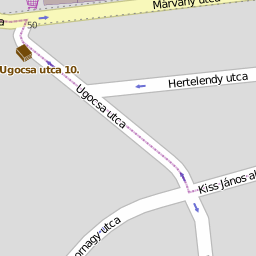 Márvány utca
a
50
Ugocsa utca 10.
Hertelendy utca
Ugocsa utca
Kiss János al
ornagy utca